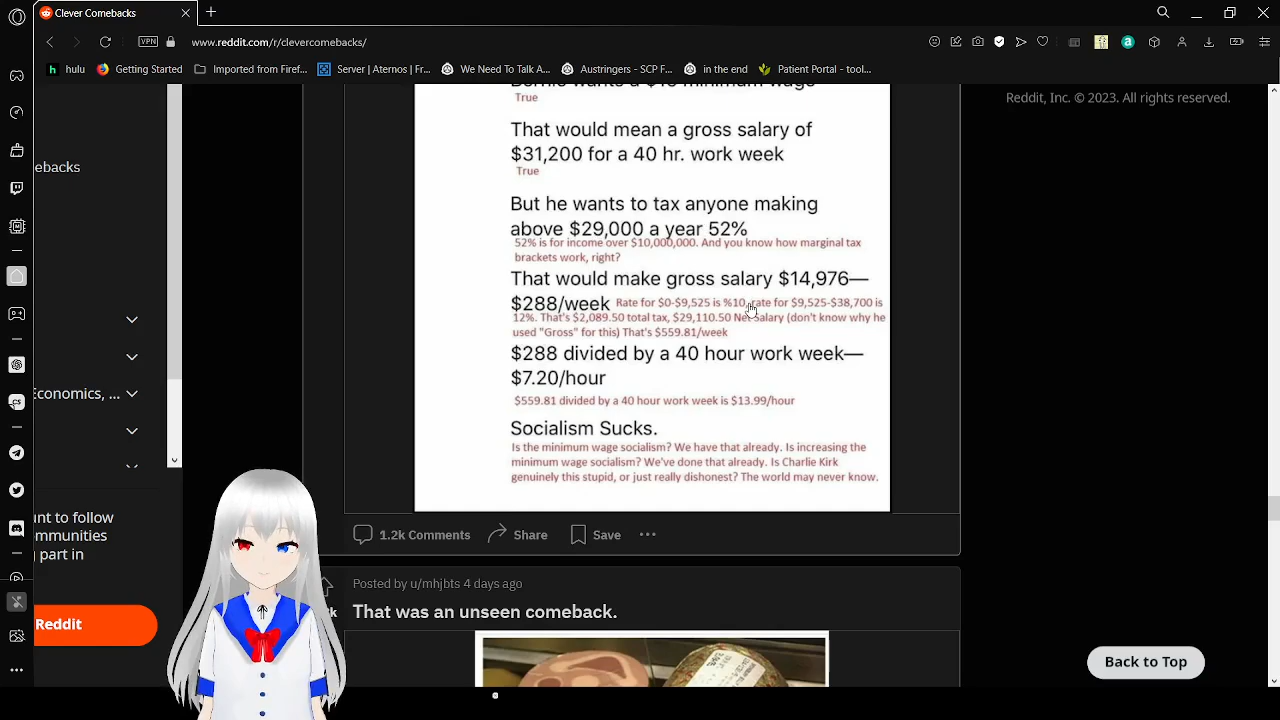 Clever Comebacks
VPN
www.reddit.com/r/clevercomebacks/
hulu
Getting Started
Imported from Firef...
Server | Aternos | Fr...
We Need To Talk A...
Austringers - SCP F...
in the end
Patient Portal - tool...
ebacks
Economics, ...
unt to follow
mmunities
g part in
Reddit
True
That would mean a gross salary of
$31,200 for a 40 hr. work week
True
But he wants to tax anyone making
above $29,000 a year 52%
52% is for income over $10,000,000. And you know how marginal tax
brackets work, right?
That would make gross salary $14,976—
$288/week Rate for $0-$9,525 is %10, rate for $9,525-$38,700 is
12%. That's $2,089.50 total tax, $29,110.50 Net Salary (don't know why he
used "Gross" for this) That's $559.81/week
$288 divided by a 40 hour work week—
$7.20/hour
$559.81 divided by a 40 hour work week is $13.99/hour
Socialism Sucks.
Is the minimum wage socialism? We have that already. Is increasing the
minimum wage socialism? We've done that already. Is Charlie Kirk
genuinely this stupid, or just really dishonest? The world may never know.
1.2k Comments
Share
Save
Posted by u/mhjbts 4 days ago
That was an unseen comeback.
Reddit, Inc. © 2023. All rights reserved.
Back to Top